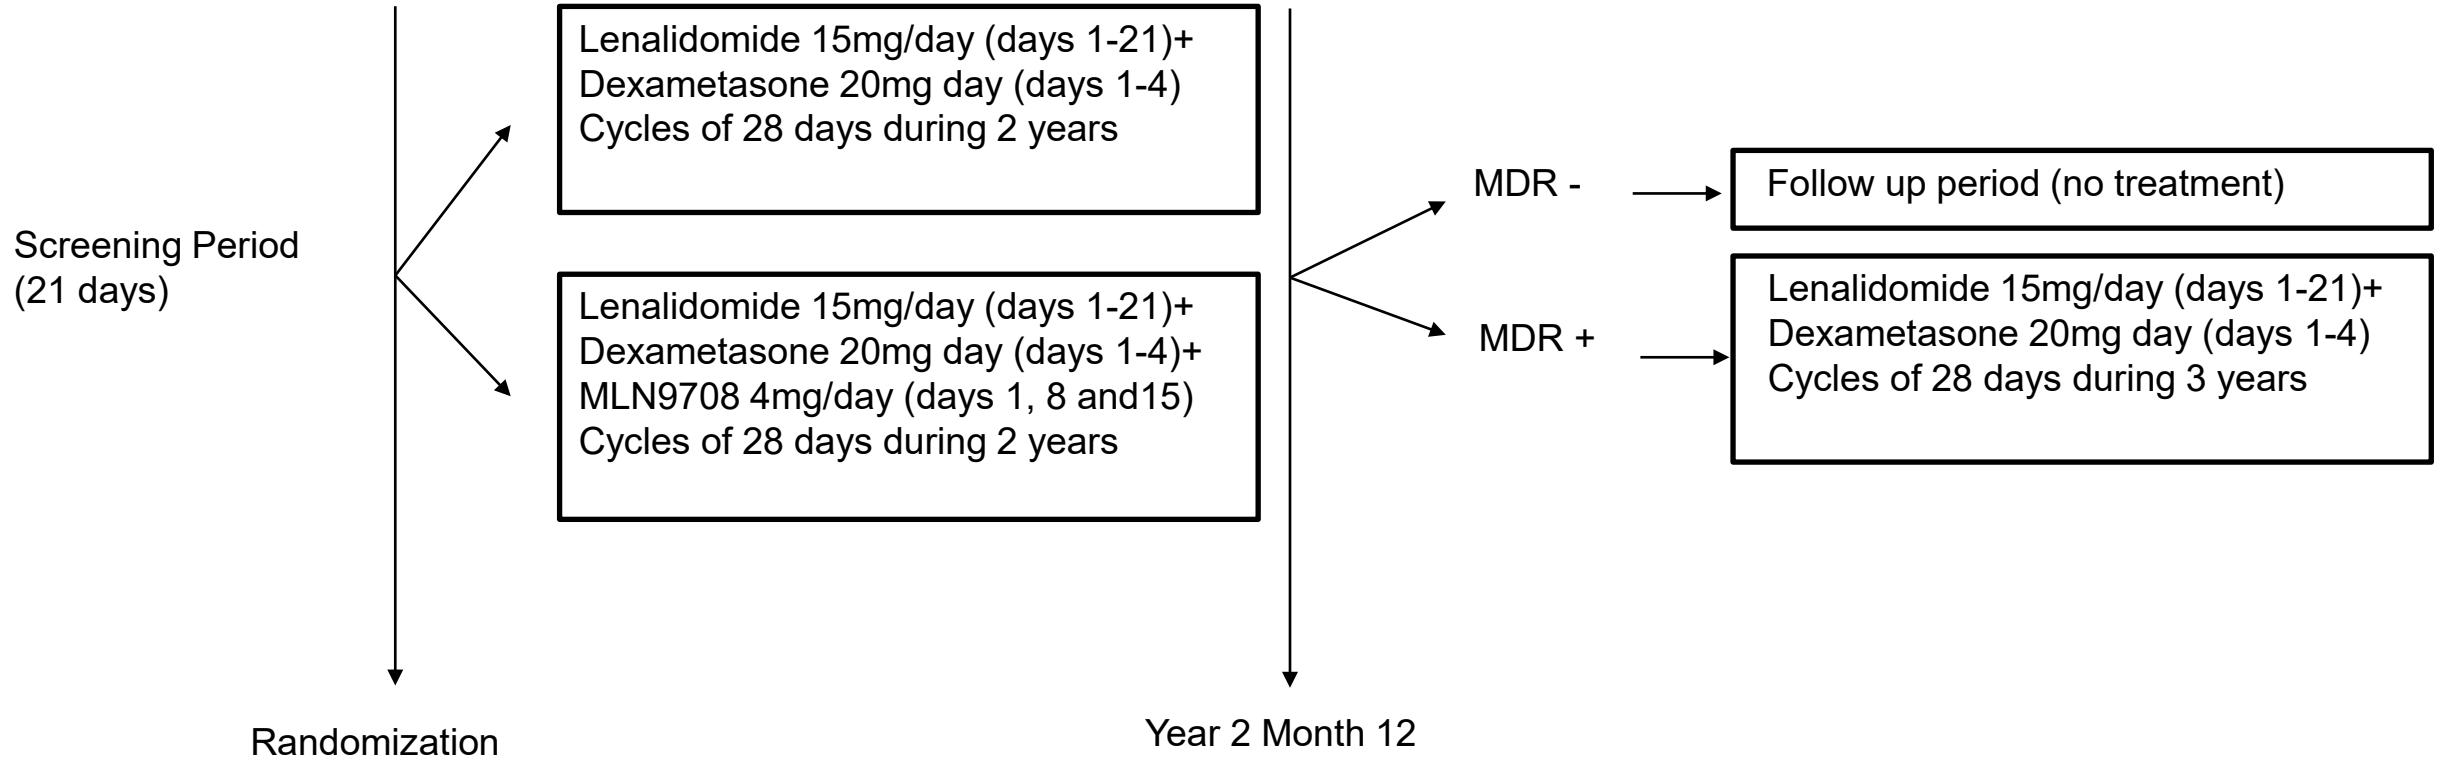 Screening Period
(21 days)
Randomization
Lenalidomide 15mg/day (days 1-21)+
Dexametasone 20mg day (days 1-4)
Cycles of 28 days during 2 years
Lenalidomide 15mg/day (days 1-21)+
Dexametasone 20mg day (days 1-4)+
MLN9708 4mg/day (days 1, 8 and15)
Cycles of 28 days during 2 years
Year 2 Month 12
MDR -
Follow up period (no treatment)
MDR +
Lenalidomide 15mg/day (days 1-21)+
Dexametasone 20mg day (days 1-4)
Cycles of 28 days during 3 years